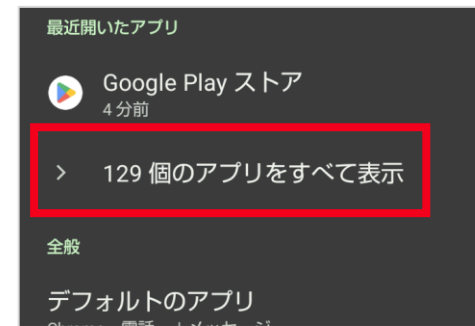 最近開いたアプリ
Google Play ストア
4 分前
129 個のアプリをすべて表示
全般
デフォルトのアプリ